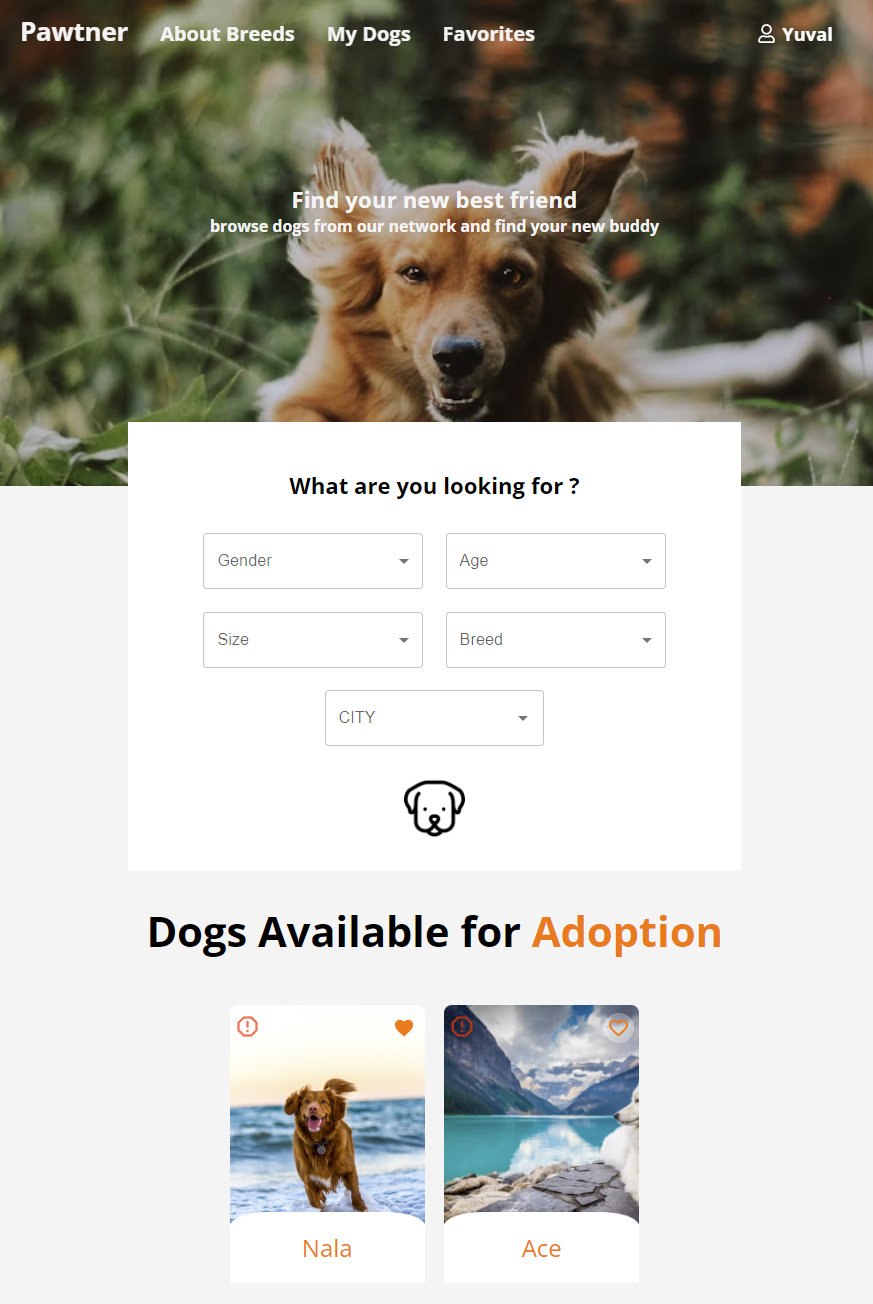 Pawtner About Breeds My Dogs Favorites Yuval
Find your new best friend
browse dogs from our network and find your new buddy
What are you looking for ?
Gender Age
Size Breed
CITY
Dogs Available for Adoption
Nala Ace